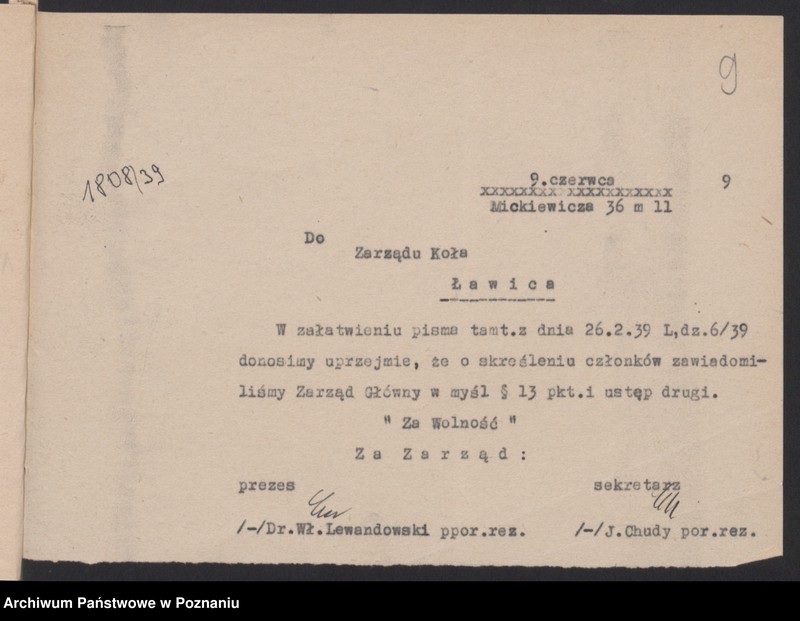 9
1808/39
9.czerwca 9
xxxxxxxx xxxxxxxxxxx
Mickiewicza 36 m 11
Do
Zarządu Koła
Ławica
W załatwieniu pisma tamt.z dnia 26.2.39 L,dz.6/39
donosimy uprzejmie, że o skreśleniu członków zawiadomi-
liśmy Zarząd Główny w myśl § 13 pkt.i ustęp drugi.
" Za Wolność "
Za Zarząd:
prezes sekretarz
/-/Dr.Wł.Lewandowski ppor.rez. /-/J.Chudy por.rez.
Archiwum Państwowe w Poznaniu